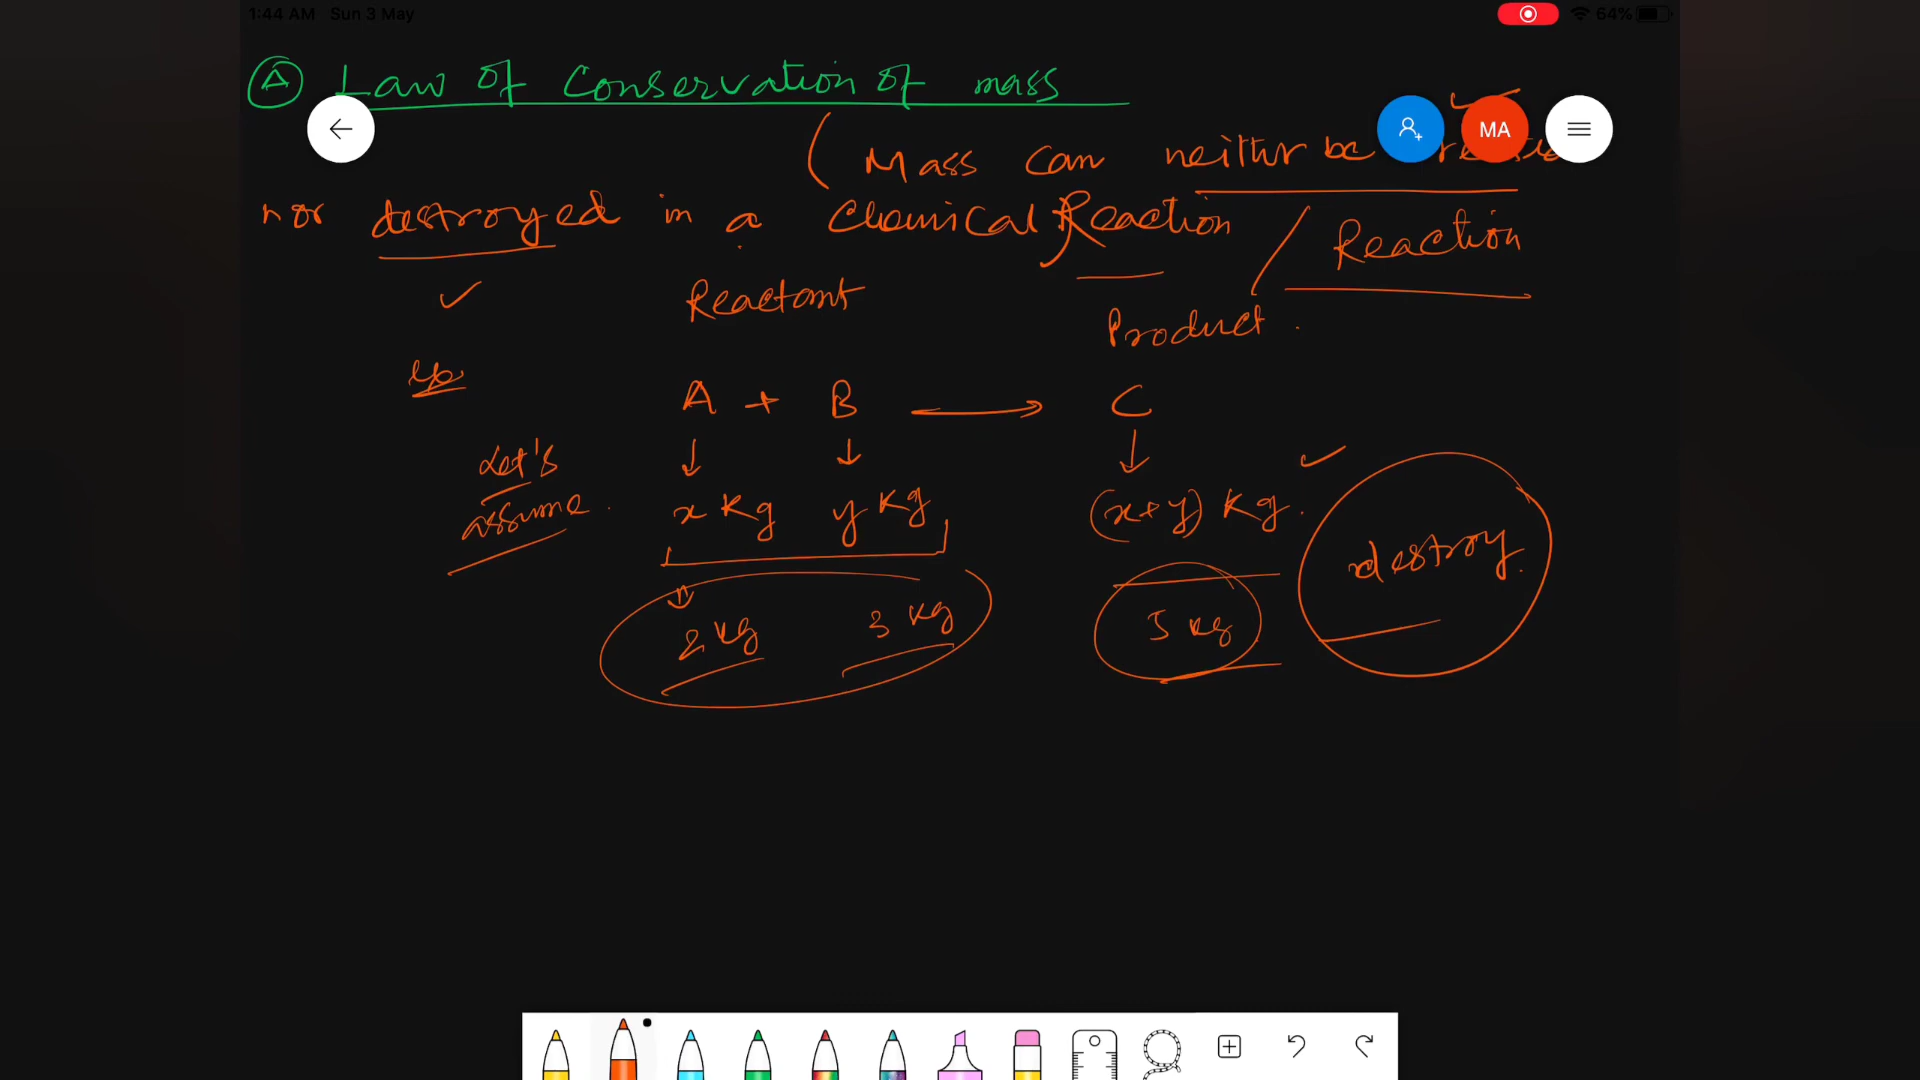 1:44 AM Sun 3 May 64%
A Law of Conservation of mass
MA
(Mass can neither be
nor destroyed in a Chemical Reaction / Reaction
Reactant
Product.
A + B → C
Let's
assume.
x Kg y Kg (x+y) Kg.
destroy.
2 Kg 3 Kg 5 Kg